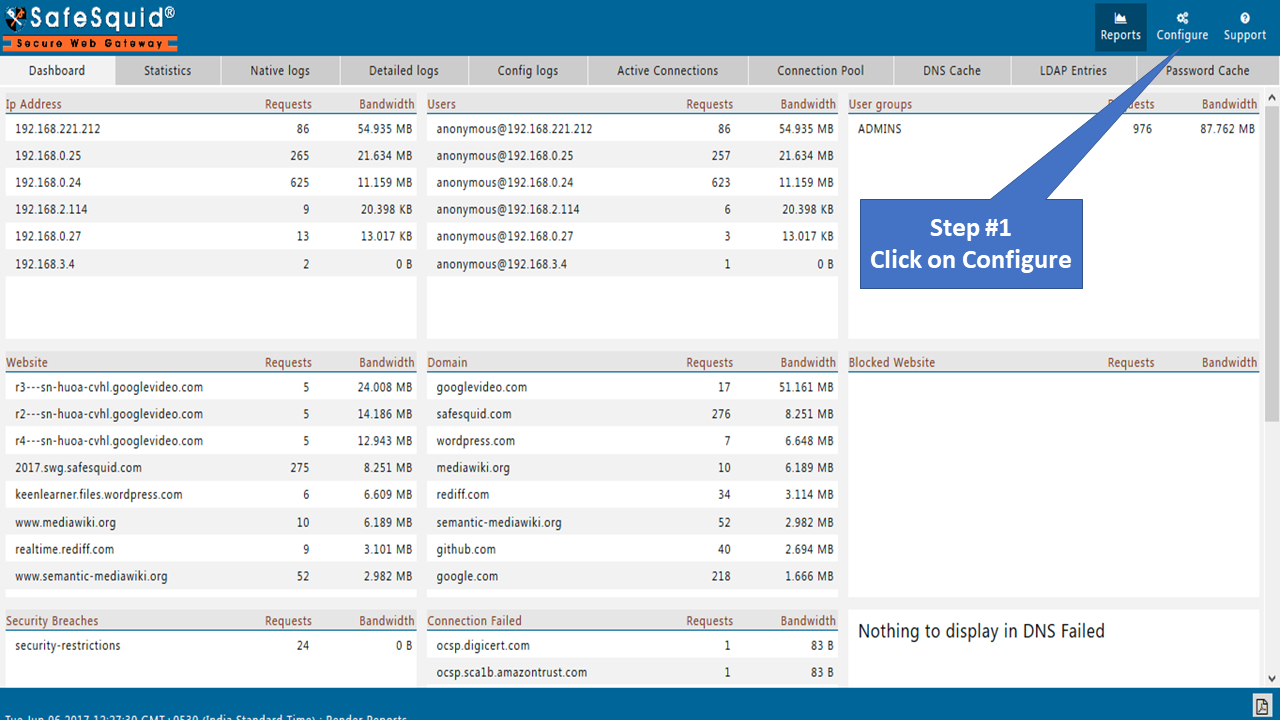 SafeSquid®
Secure Web Gateway
Reports Configure Support
Dashboard Statistics Native logs Detailed logs Config logs Active Connections Connection Pool DNS Cache LDAP Entries Password Cache
Ip Address Requests Bandwidth
192.168.221.212 86 54.935 MB
192.168.0.25 265 21.634 MB
192.168.0.24 625 11.159 MB
192.168.2.114 9 20.398 KB
192.168.0.27 13 13.017 KB
192.168.3.4 2 0 B
Users Requests Bandwidth
anonymous@192.168.221.212 86 54.935 MB
anonymous@192.168.0.25 257 21.634 MB
anonymous@192.168.0.24 623 11.159 MB
anonymous@192.168.2.114 6 20.398 KB
anonymous@192.168.0.27 3 13.017 KB
anonymous@192.168.3.4 1 0 B
User groups Bandwidth
ADMINS 976 87.762 MB
Step #1
Click on Configure
Website Requests Bandwidth
r3---sn-huoa-cvhl.googlevideo.com 5 24.008 MB
r2---sn-huoa-cvhl.googlevideo.com 5 14.186 MB
r4---sn-huoa-cvhl.googlevideo.com 5 12.943 MB
2017.swg.safesquid.com 275 8.251 MB
keenlearner.files.wordpress.com 6 6.609 MB
www.mediawiki.org 10 6.189 MB
realtime.rediff.com 9 3.101 MB
www.semantic-mediawiki.org 52 2.982 MB
Domain Requests Bandwidth
googlevideo.com 17 51.161 MB
safesquid.com 276 8.251 MB
wordpress.com 7 6.648 MB
mediawiki.org 10 6.189 MB
rediff.com 34 3.114 MB
semantic-mediawiki.org 52 2.982 MB
github.com 40 2.694 MB
google.com 218 1.666 MB
Blocked Website Requests Bandwidth
Security Breaches Requests Bandwidth
security-restrictions 24 0 B
Connection Failed Requests Bandwidth
ocsp.digicert.com 1 83 B
ocsp.sca1b.amazontrust.com 1 83 B
Nothing to display in DNS Failed
Tue Jun 06 2017 12:27:30 GMT+0530 (India Standard Time) : Render Reports